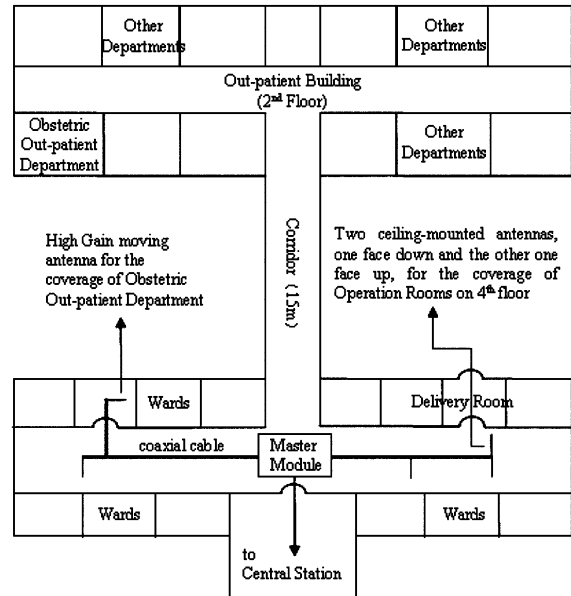 Other
Departments
Other
Departments
Out-patient Building
(2nd Floor)
Obstetric
Out-patient
Department
Other
Departments
Corridor (15m)
High Gain moving
antenna for the
coverage of Obstetric
Out-patient Department
Two ceiling-mounted antennas,
one face down and the other one
face up, for the coverage of
Operation Rooms on 4th floor
Wards
Delivery Room
coaxial cable
Master
Module
Wards
Wards
to
Central Station